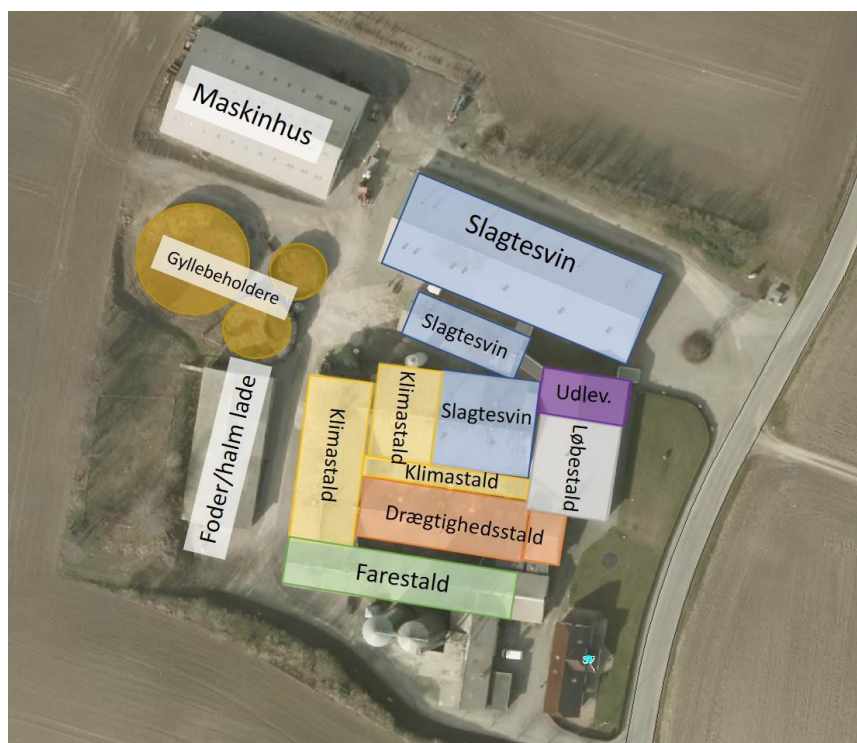 Maskinhus
Slagtesvin
Gyllebeholdere
Slagtesvin
Foder/halm lade
Klimastald
Klimastald
Slagtesvin
Udlev.
Løbestald
Klimastald
Drægtighedsstald
Farestald